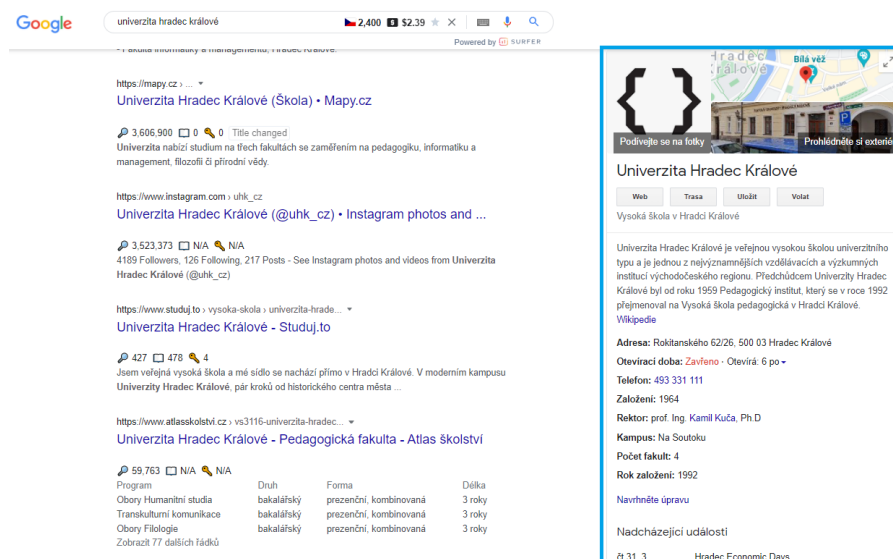 Google
univerzita hradec králové
2,400 $ $2.39
Powered by SURFER
- Fakulta informatiky a managementu, Hradec Králové.
https://mapy.cz › ...
Univerzita Hradec Králové (Škola) • Mapy.cz
3,606,900 0 0 Title changed
Univerzita nabízí studium na třech fakultách se zaměřením na pedagogiku, informatiku a
management, filozofii či přírodní vědy.
https://www.instagram.com › uhk_cz
Univerzita Hradec Králové (@uhk_cz) • Instagram photos and ...
3,523,373 N/A N/A
4189 Followers, 126 Following, 217 Posts - See Instagram photos and videos from Univerzita
Hradec Králové (@uhk_cz)
https://www.studuj.to › vysoka-skola › univerzita-hrade...
Univerzita Hradec Králové - Studuj.to
427 478 4
Jsem veřejná vysoká škola a mé sídlo se nachází přímo v Hradci Králové. V moderním kampusu
Univerzity Hradec Králové, pár kroků od historického centra města ...
https://www.atlasskolstvi.cz › vs3116-univerzita-hradec...
Univerzita Hradec Králové - Pedagogická fakulta - Atlas školství
59,763 N/A N/A
Program Druh Forma Délka
Obory Humanitní studia bakalářský prezenční, kombinovaná 3 roky
Transkulturní komunikace bakalářský prezenční, kombinovaná 3 roky
Obory Filologie bakalářský prezenční, kombinovaná 3 roky
Zobrazit 77 dalších řádků
Hradec
Králové
Bílá věž
{ }
P
Podívejte se na fotky
Prohlédněte si exterié
Univerzita Hradec Králové
Web Trasa Uložit Volat
Vysoká škola v Hradci Králové
Univerzita Hradec Králové je veřejnou vysokou školou univerzitního
typu a je jednou z nejvýznamnějších vzdělávacích a výzkumných
institucí východočeského regionu. Předchůdcem Univerzity Hradec
Králové byl od roku 1959 Pedagogický institut, který se v roce 1992
přejmenoval na Vysoká škola pedagogická v Hradci Králové.
Wikipedie
Adresa: Rokitanského 62/26, 500 03 Hradec Králové
Otevírací doba: Zavřeno · Otevírá: 6 po
Telefon: 493 331 111
Založení: 1964
Rektor: prof. Ing. Kamil Kuča, Ph.D
Kampus: Na Soutoku
Počet fakult: 4
Rok založení: 1992
Navrhněte úpravu
Nadcházející události
čt 31. 3. Hradec Economic Days